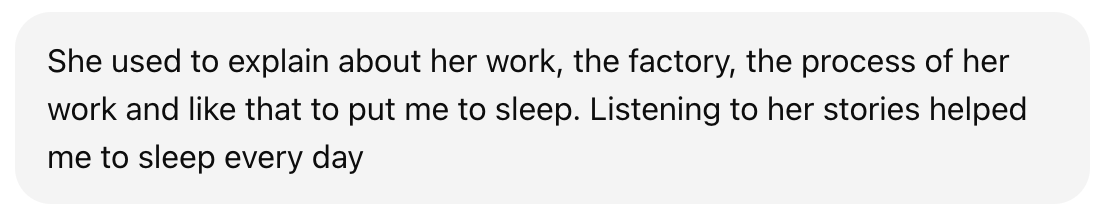 She used to explain about her work, the factory, the process of her
work and like that to put me to sleep. Listening to her stories helped
me to sleep every day